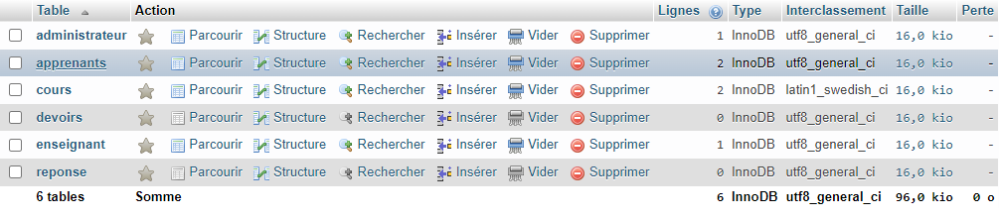 Table Action Lignes Type Interclassement Taille Perte
administrateur Parcourir Structure Rechercher Insérer Vider Supprimer 1 InnoDB utf8_general_ci 16,0 kio -
apprenants Parcourir Structure Rechercher Insérer Vider Supprimer 2 InnoDB utf8_general_ci 16,0 kio -
cours Parcourir Structure Rechercher Insérer Vider Supprimer 2 InnoDB latin1_swedish_ci 16,0 kio -
devoirs Parcourir Structure Rechercher Insérer Vider Supprimer 0 InnoDB utf8_general_ci 16,0 kio -
enseignant Parcourir Structure Rechercher Insérer Vider Supprimer 1 InnoDB utf8_general_ci 16,0 kio -
reponse Parcourir Structure Rechercher Insérer Vider Supprimer 0 InnoDB utf8_general_ci 16,0 kio -
6 tables Somme 6 InnoDB utf8_general_ci 96,0 kio 0 o